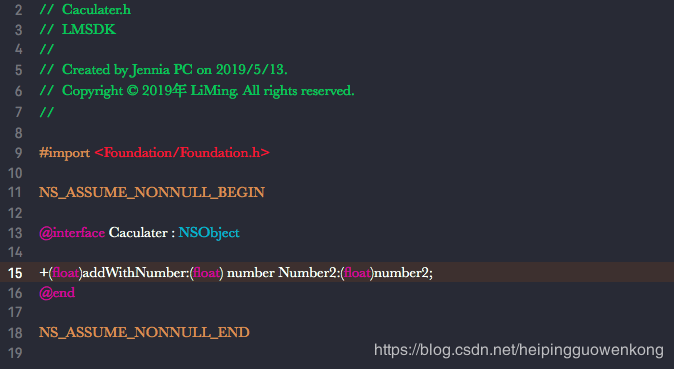 2 //  Caculater.h
3 //  LMSDK
4 //
5 //  Created by Jennia PC on 2019/5/13.
6 //  Copyright © 2019年 LiMing. All rights reserved.
7 //
8
9 #import <Foundation/Foundation.h>
10
11 NS_ASSUME_NONNULL_BEGIN
12
13 @interface Caculater : NSObject
14
15 +(float)addWithNumber:(float) number Number2:(float)number2;
16 @end
17
18 NS_ASSUME_NONNULL_END
19
https://blog.csdn.net/heipingguowenkong